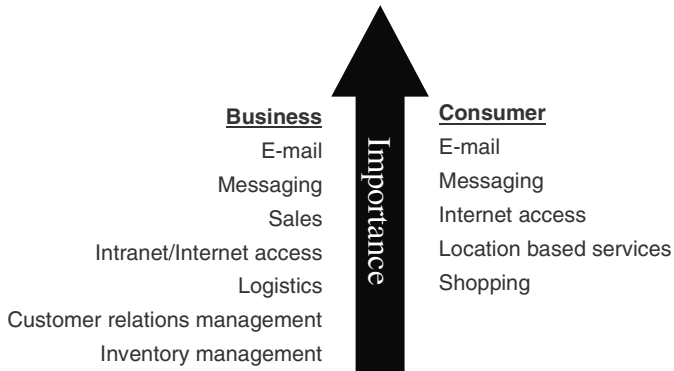 Business
E-mail
Messaging
Sales
Intranet/Internet access
Logistics
Customer relations management
Inventory management
Importance
Consumer
E-mail
Messaging
Internet access
Location based services
Shopping